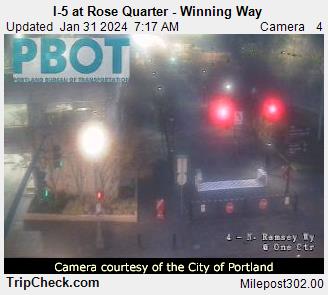 I-5 at Rose Quarter - Winning Way
Updated Jan 31 2024 7:17 AM Camera 4
PBOT
PORTLAND BUREAU OF TRANSPORTATION
4 - N. Ramsey Wy
@ One Ctr
Camera courtesy of the City of Portland
TripCheck.com Milepost302.00